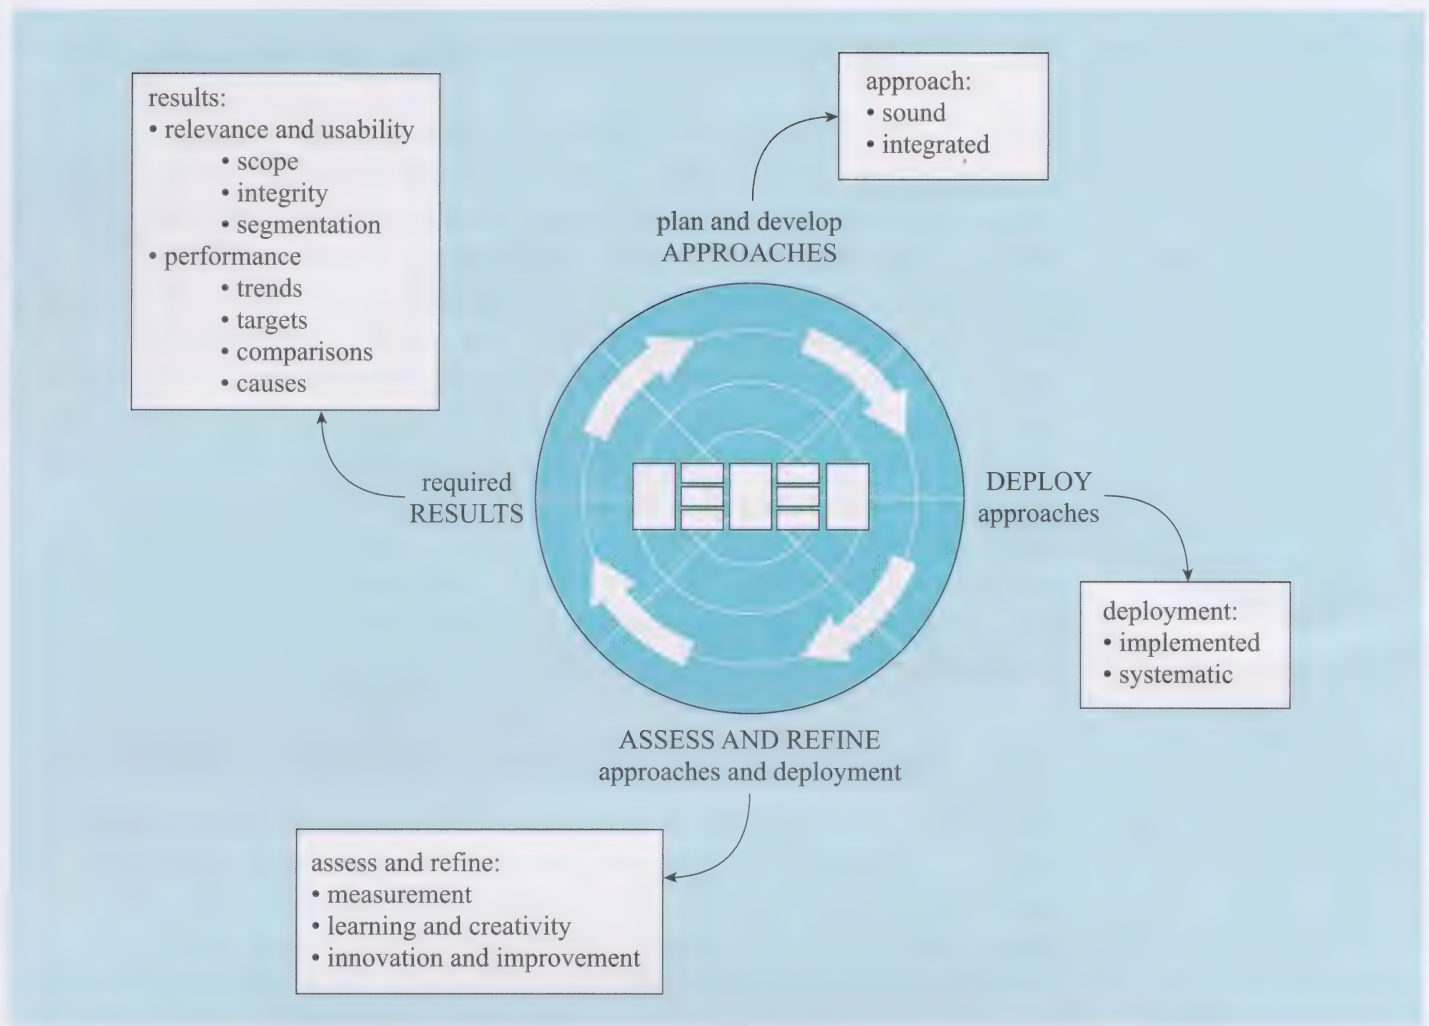 results:
• relevance and usability
• scope
• integrity
• segmentation
• performance
• trends
• targets
• comparisons
• causes
approach:
• sound
• integrated
plan and develop
APPROACHES
required
RESULTS
DEPLOY
approaches
deployment:
• implemented
• systematic
ASSESS AND REFINE
approaches and deployment
assess and refine:
• measurement
• learning and creativity
• innovation and improvement